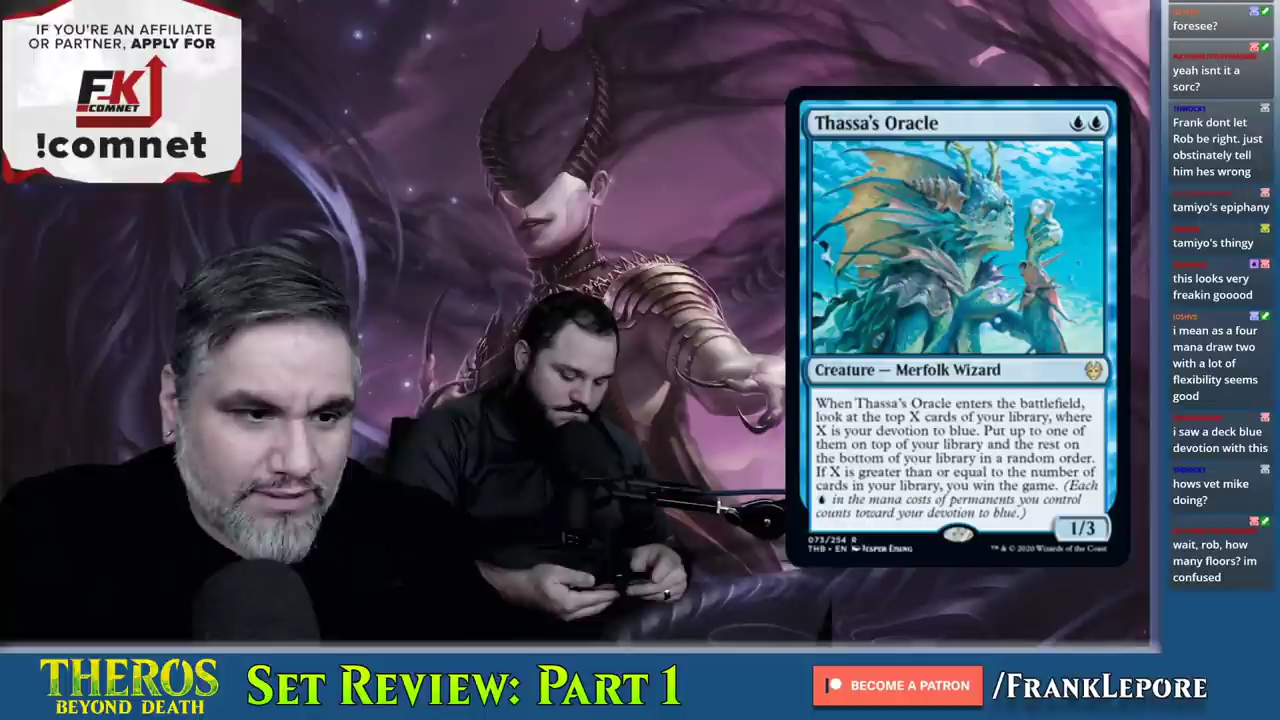 IF YOU'RE AN AFFILIATE
OR PARTNER, APPLY FOR
FK
COMNET
!comnet
Thassa's Oracle
Creature — Merfolk Wizard
When Thassa's Oracle enters the battlefield,
look at the top X cards of your library, where
X is your devotion to blue. Put up to one of
them on top of your library and the rest on
the bottom of your library in a random order.
If X is greater than or equal to the number of
cards in your library, you win the game. (Each
in the mana costs of permanents you control
counts toward your devotion to blue.)
1/3
073/254 R
THB • EN Jesper Ejsing
™ & © 2020 Wizards of the Coast
foresee?
yeah isnt it a
sorc?
Frank dont let
Rob be right. just
obstinately tell
him hes wrong
tamiyo's epiphany
tamiyo's thingy
this looks very
freakin gooood
i mean as a four
mana draw two
with a lot of
flexibility seems
good
i saw a deck blue
devotion with this
hows vet mike
doing?
wait, rob, how
many floors? im
confused
THEROS
BEYOND DEATH
SET REVIEW: PART 1
BECOME A PATRON
/FRANKLEPORE